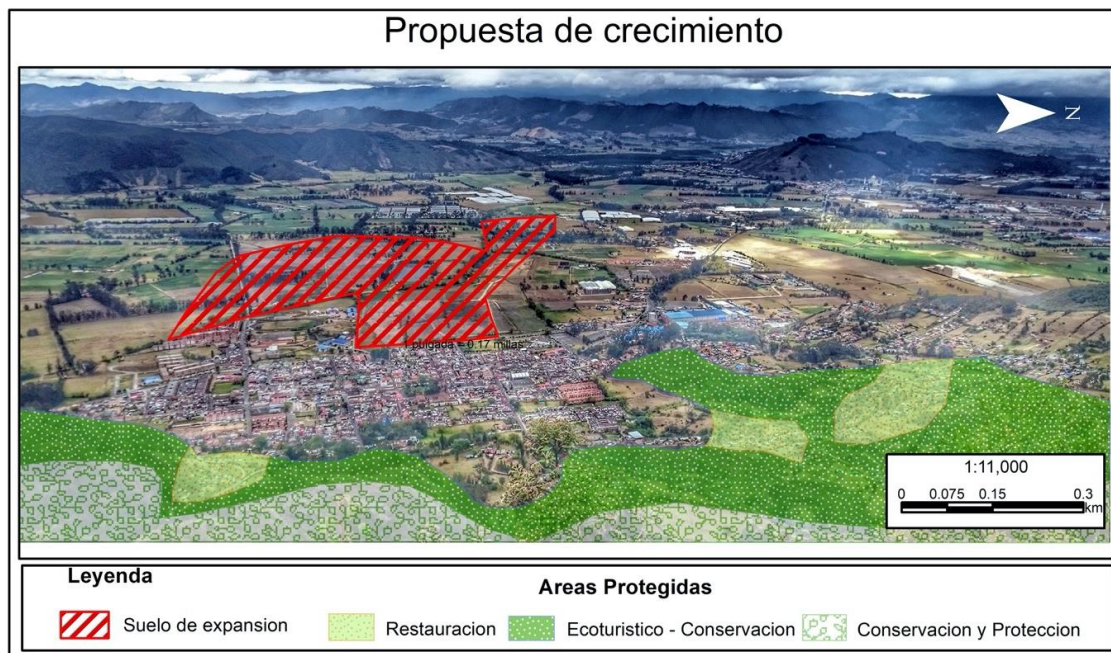 Propuesta de crecimiento
N
1 pulgada = 0.17 millas
1:11,000
0 0.075 0.15 0.3
km
Leyenda
Areas Protegidas
Suelo de expansion
Restauracion
Ecoturistico - Conservacion
Conservacion y Proteccion